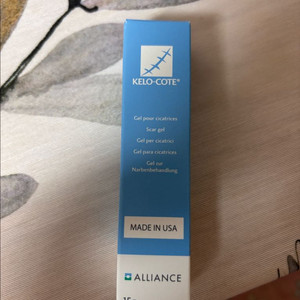 KELO-COTE®
Gel pour cicatrices
Scar gel
Gel per cicatrici
Gel para cicatrices
Gel zur
Narbenbehandlung
MADE IN USA
ALLIANCE